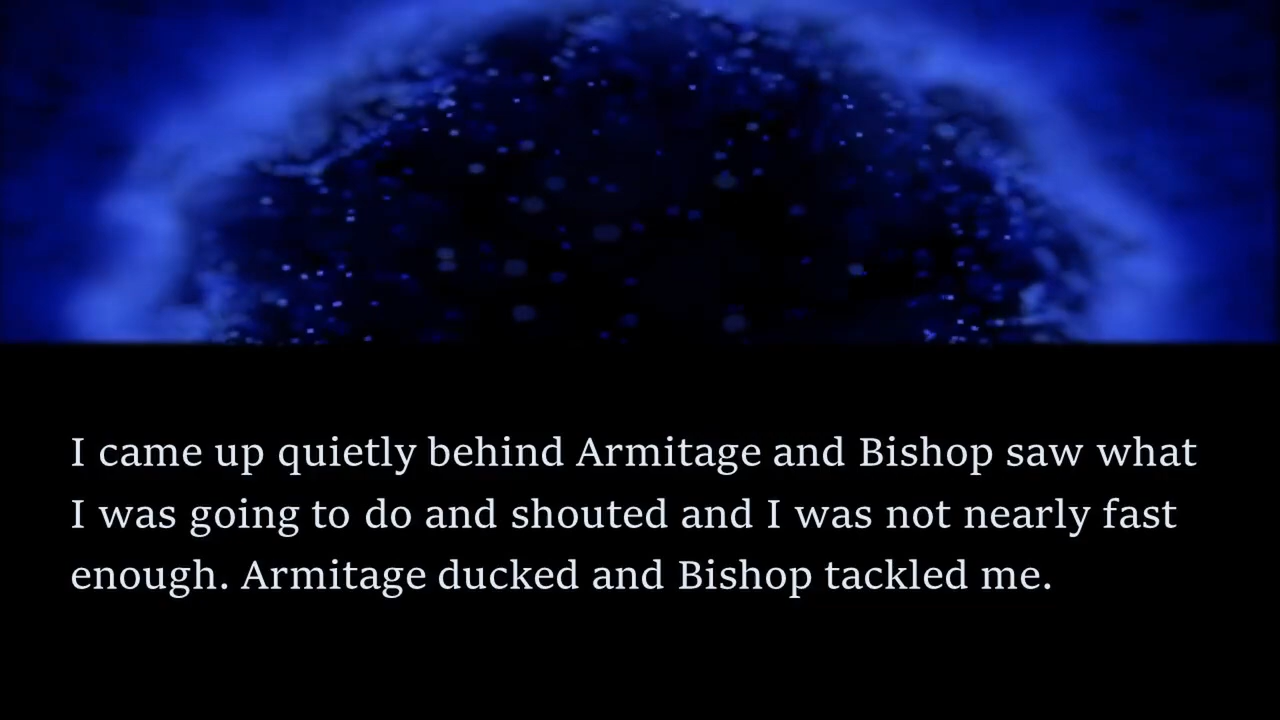 I came up quietly behind Armitage and Bishop saw what
I was going to do and shouted and I was not nearly fast
enough. Armitage ducked and Bishop tackled me.